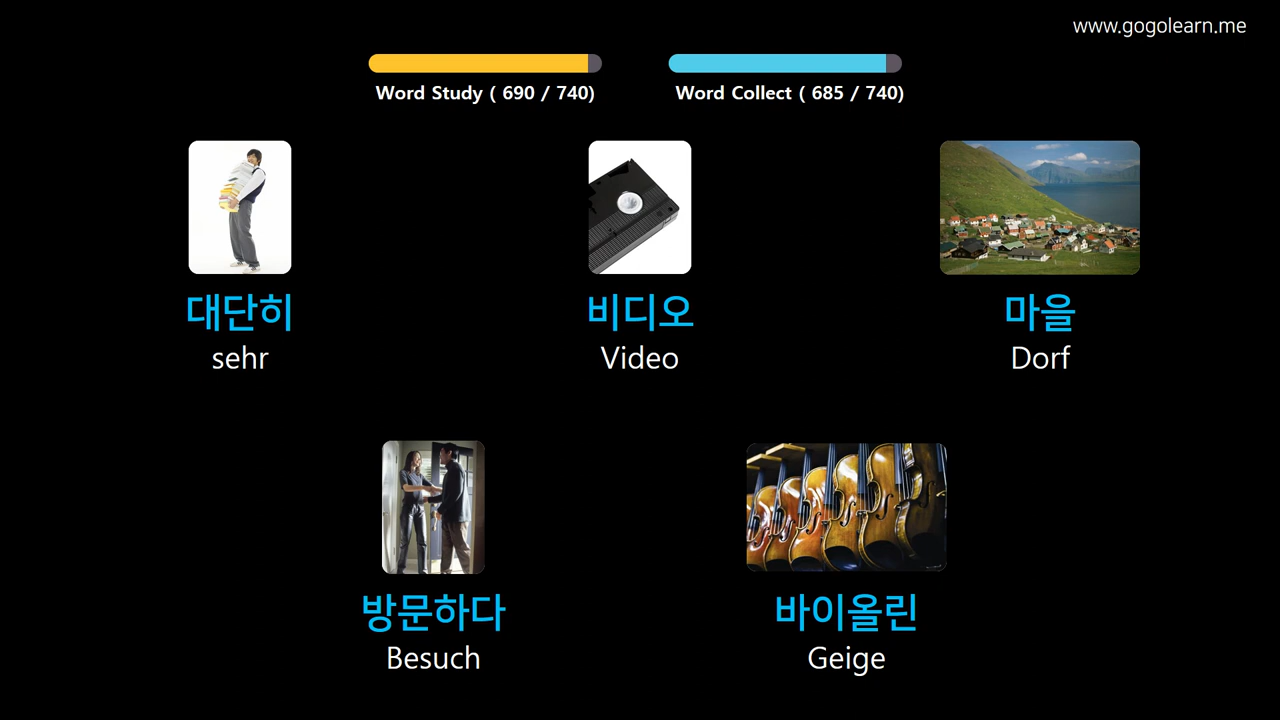 www.gogolearn.me
Word Study ( 690 / 740)
Word Collect ( 685 / 740)
대단히
sehr
비디오
Video
마을
Dorf
방문하다
Besuch
바이올린
Geige